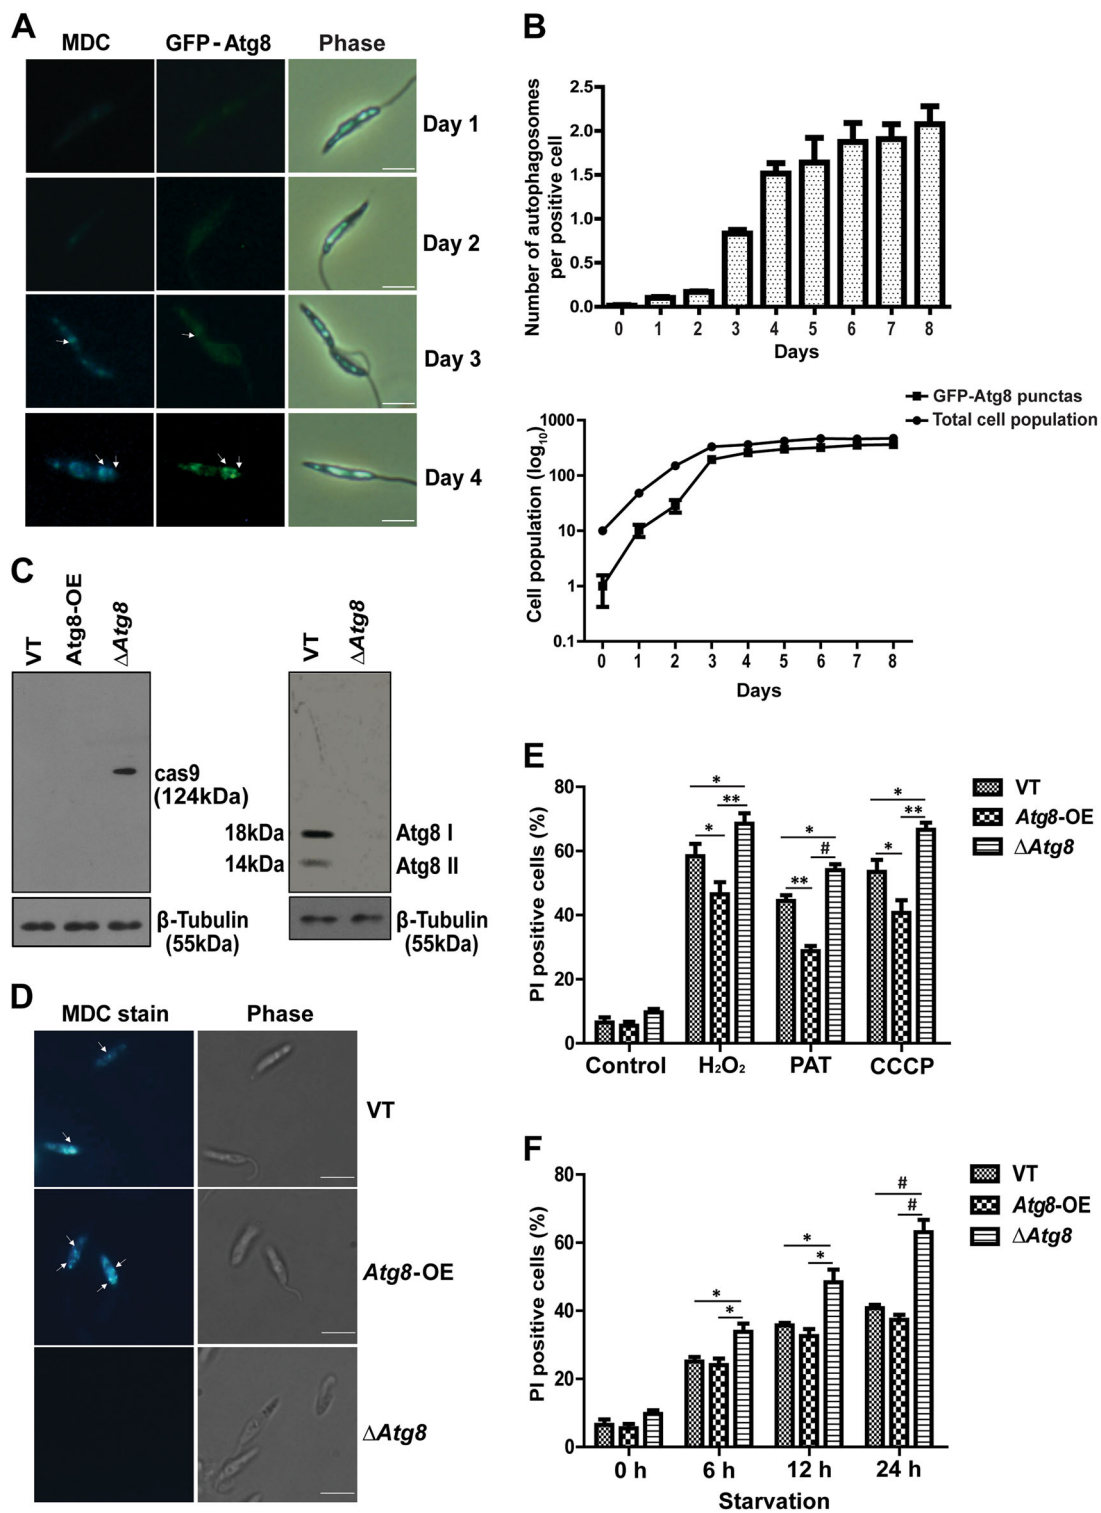 A
MDC GFP-Atg8 Phase
Day 1
Day 2
Day 3
Day 4
B
Number of autophagosomes
per positive cell
2.5
2.0
1.5
1.0
0.5
0.0
0 1 2 3 4 5 6 7 8
Days
GFP-Atg8 punctas
Total cell population
Cell population (log10)
1000
100
10
1
0.1
0 1 2 3 4 5 6 7 8
Days
C
VT Atg8-OE ΔAtg8
cas9
(124kDa)
β-Tubulin
(55kDa)
VT ΔAtg8
18kDa Atg8 I
14kDa Atg8 II
β-Tubulin
(55kDa)
D
MDC stain Phase
VT
Atg8-OE
ΔAtg8
E
PI positive cells (%)
80
60
40
20
0
* * **
* ** #
* * **
Control H₂O₂ PAT CCCP
VT
Atg8-OE
ΔAtg8
F
PI positive cells (%)
80
60
40
20
0
* *
* *
# #
0 h 6 h 12 h 24 h
Starvation
VT
Atg8-OE
ΔAtg8